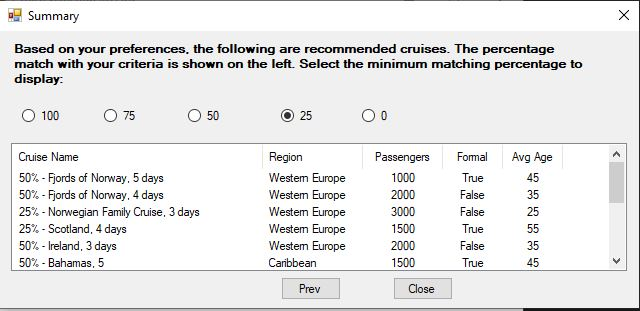 Summary
Based on your preferences, the following are recommended cruises. The percentage
match with your criteria is shown on the left. Select the minimum matching percentage to
display:
100 75 50 25 0
Cruise Name Region Passengers Formal Avg Age
50% - Fjords of Norway, 5 days Western Europe 1000 True 45
50% - Fjords of Norway, 4 days Western Europe 2000 False 35
25% - Norwegian Family Cruise, 3 days Western Europe 3000 False 25
25% - Scotland, 4 days Western Europe 1500 True 55
50% - Ireland, 3 days Western Europe 2000 False 35
50% - Bahamas, 5 Caribbean 1500 True 45
Prev Close